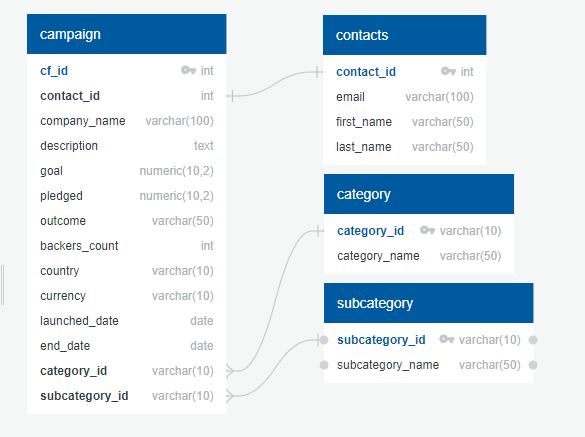 campaign
cf_id int
contact_id int
company_name varchar(100)
description text
goal numeric(10,2)
pledged numeric(10,2)
outcome varchar(50)
backers_count int
country varchar(10)
currency varchar(10)
launched_date date
end_date date
category_id varchar(10)
subcategory_id varchar(10)
contacts
contact_id int
email varchar(100)
first_name varchar(50)
last_name varchar(50)
category
category_id varchar(10)
category_name varchar(50)
subcategory
subcategory_id varchar(10)
subcategory_name varchar(50)